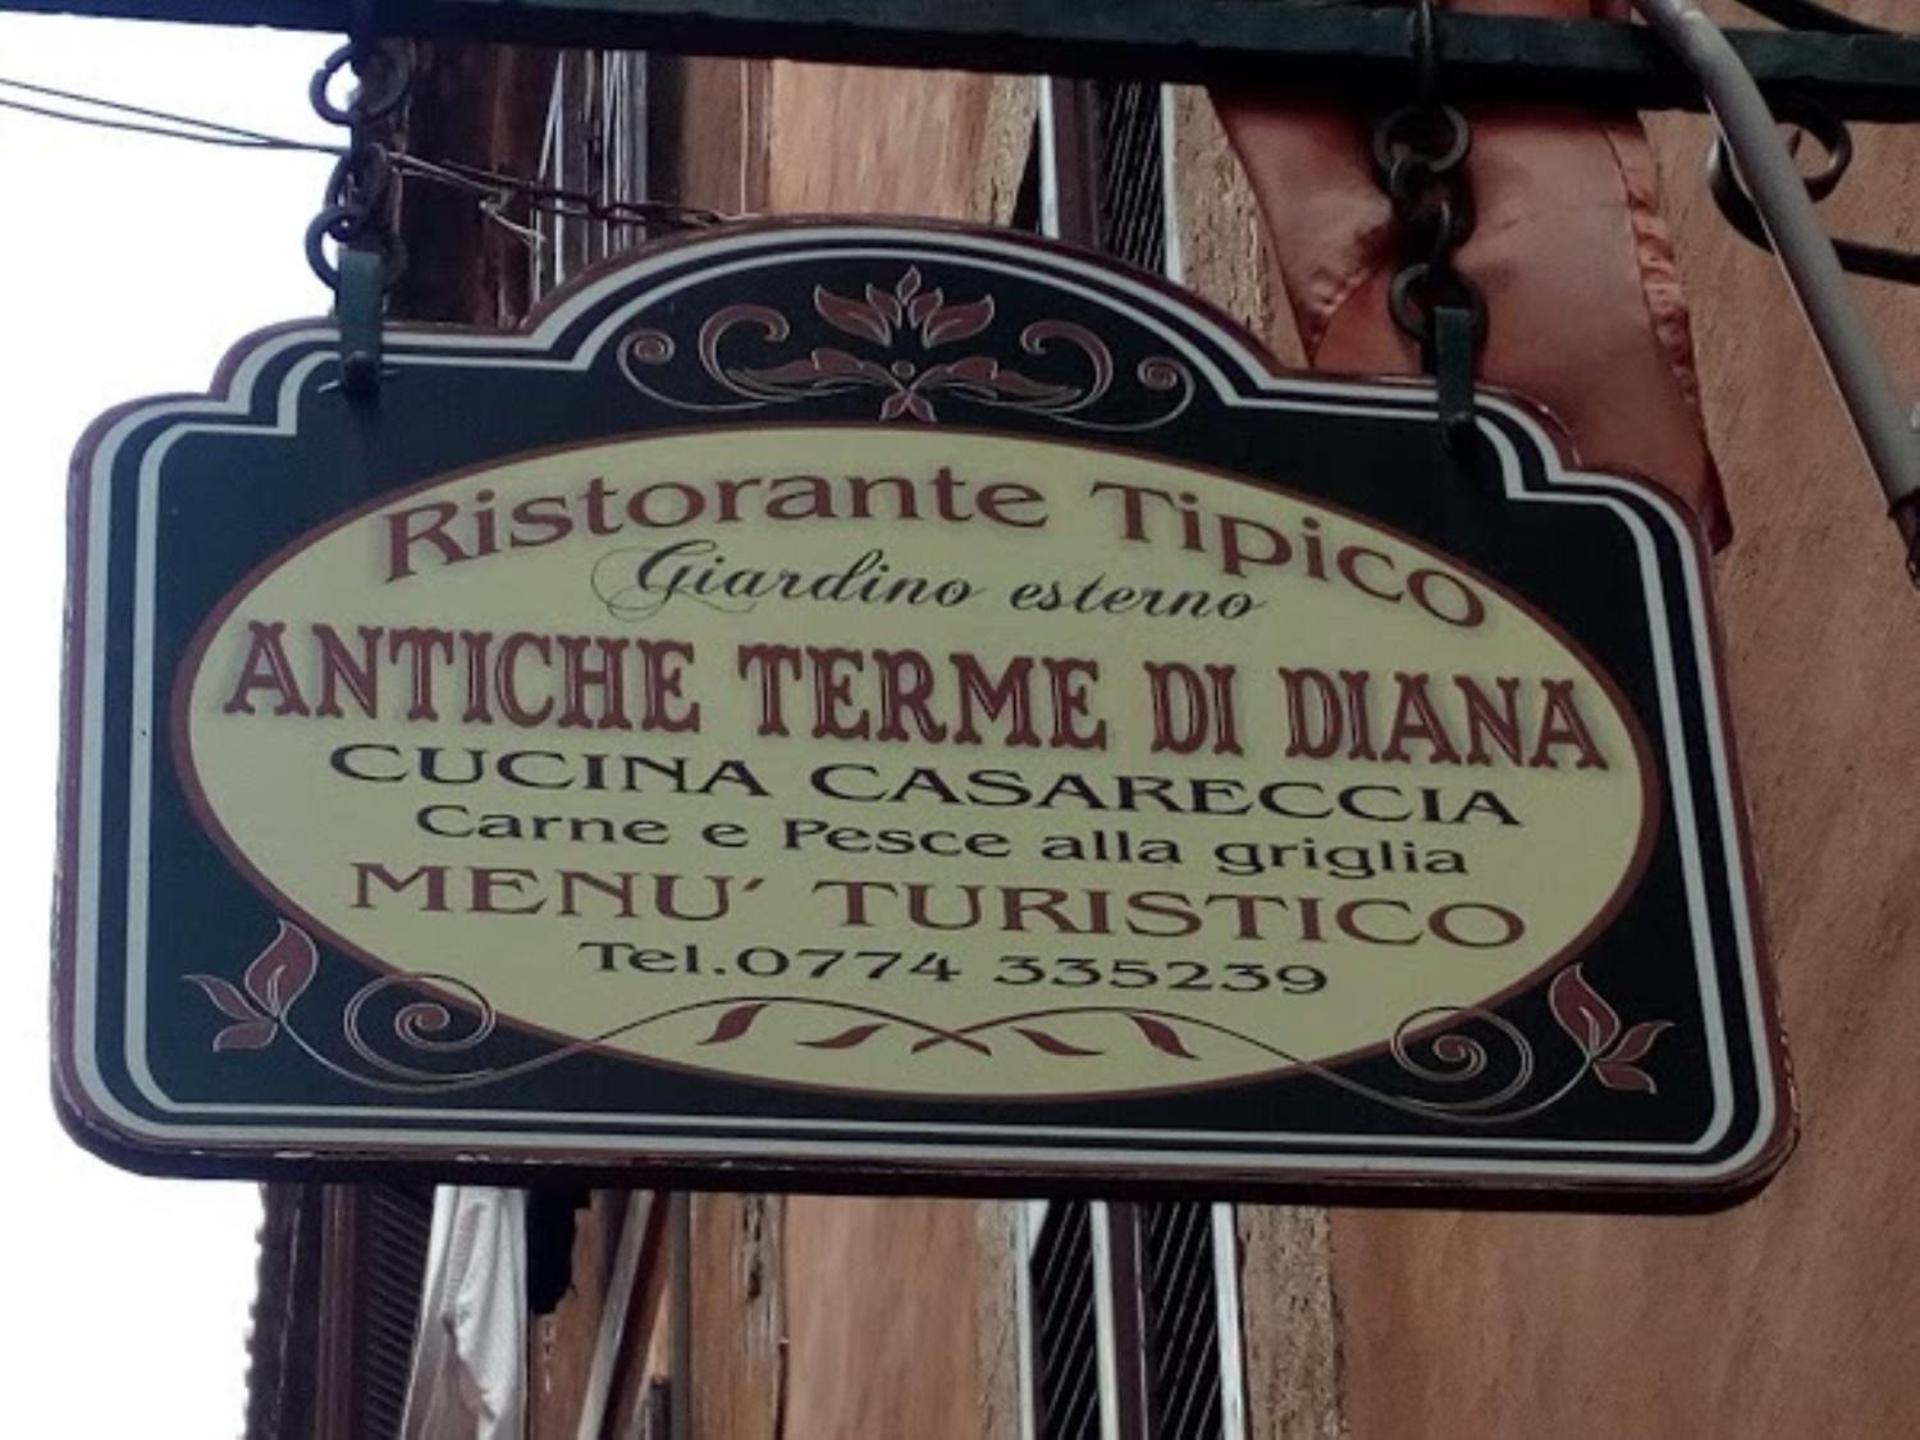 Ristorante Tipico
Giardino esterno
ANTICHE TERME DI DIANA
CUCINA CASARECCIA
Carne e Pesce alla griglia
MENU' TURISTICO
Tel.0774 335239